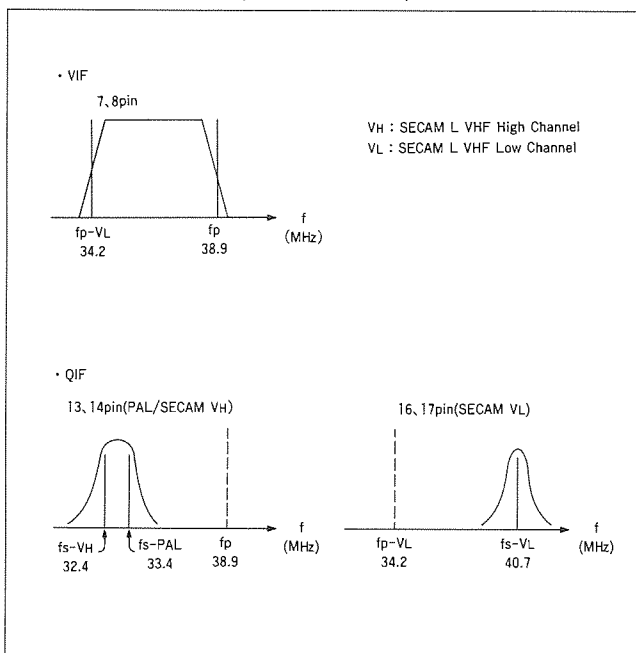 ・VIF
7、8pin
VH : SECAM L VHF High Channel
VL : SECAM L VHF Low Channel
fp-VL
34.2
fp
38.9
f
(MHz)
・QIF
13、14pin(PAL/SECAM VH)
fs-VH
32.4
fs-PAL
33.4
fp
38.9
f
(MHz)
16、17pin(SECAM VL)
fp-VL
34.2
fs-VL
40.7
f
(MHz)